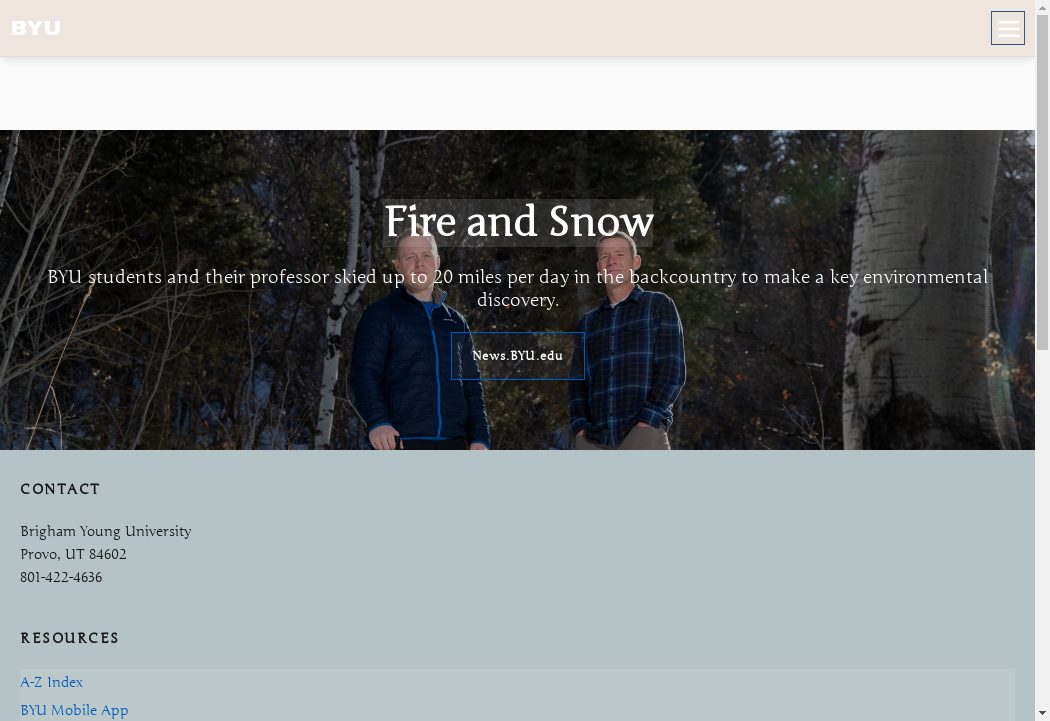 BYU
Fire and Snow
BYU students and their professor skied up to 20 miles per day in the backcountry to make a key environmental
discovery.
News.BYU.edu
CONTACT
Brigham Young University
Provo, UT 84602
801-422-4636
RESOURCES
A-Z Index
BYU Mobile App